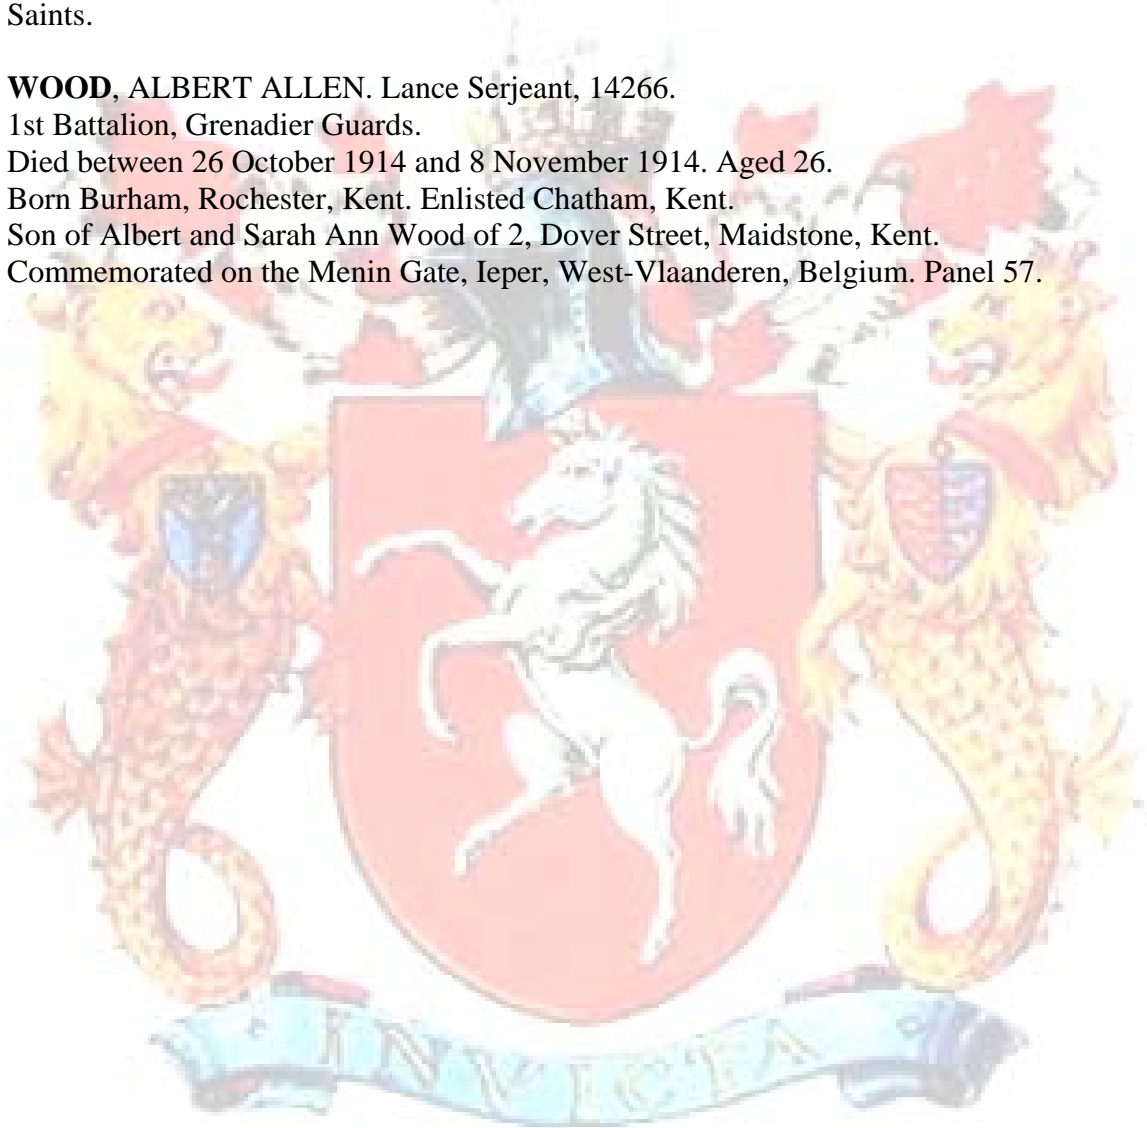 Saints.
WOOD, ALBERT ALLEN. Lance Serjeant, 14266.
1st Battalion, Grenadier Guards.
Died between 26 October 1914 and 8 November 1914. Aged 26.
Born Burham, Rochester, Kent. Enlisted Chatham, Kent.
Son of Albert and Sarah Ann Wood of 2, Dover Street, Maidstone, Kent.
Commemorated on the Menin Gate, Ieper, West-Vlaanderen, Belgium. Panel 57.
INVICTA